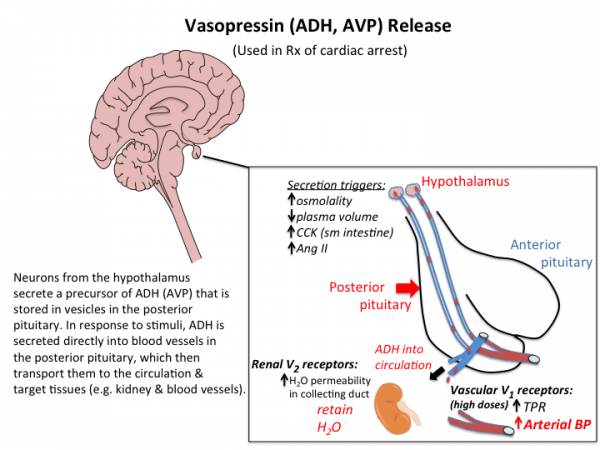 Vasopressin (ADH, AVP) Release
(Used in Rx of cardiac arrest)
Secretion triggers:
↑osmolality
↓plasma volume
↑CCK (sm intestine)
↑Ang II
Hypothalamus
Anterior
pituitary
Posterior
pituitary
Neurons from the hypothalamus
secrete a precursor of ADH (AVP) that is
stored in vesicles in the posterior
pituitary. In response to stimuli, ADH is
secreted directly into blood vessels in
the posterior pituitary, which then
transport them to the circulation &
target tissues (e.g. kidney & blood vessels).
ADH into
circulation
Renal V₂ receptors:
↑H₂O permeability
in collecting duct
retain
H₂O
Vascular V₁ receptors:
(high doses) ↑ TPR
↑ Arterial BP